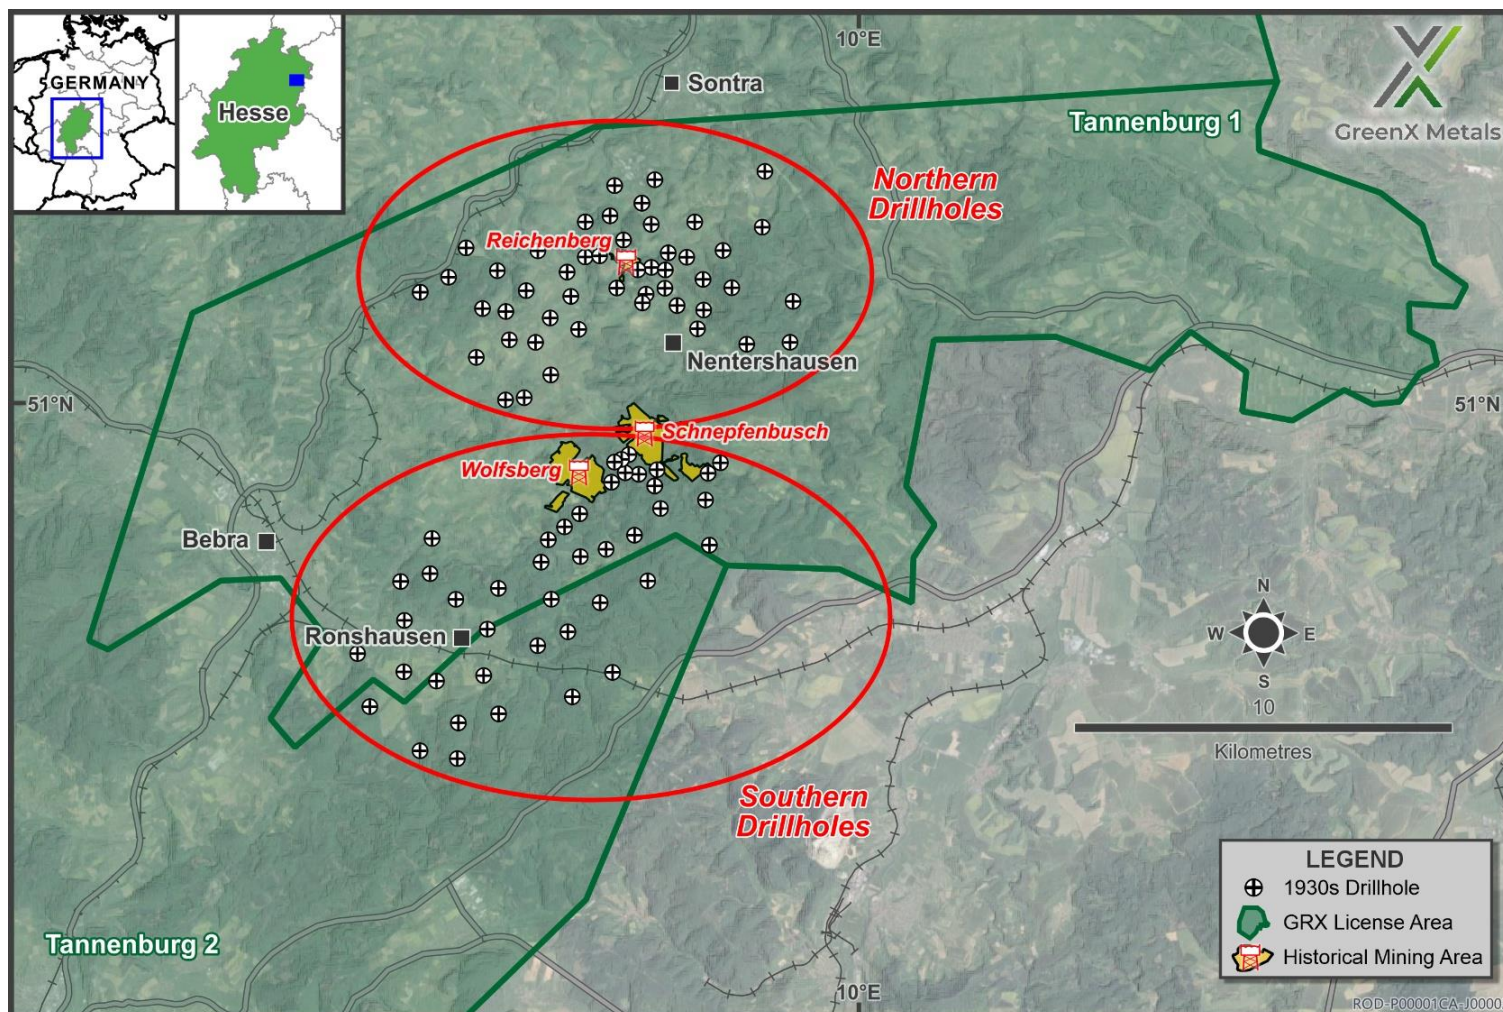 GERMANY
Hesse
10°E
Sontra
Tannenburg 1
GreenX Metals
Northern
Drillholes
Reichenberg
Nentershausen
51°N
51°N
Schnepfenbusch
Wolfsberg
Bebra
Ronshausen
N
W
E
S
10
Kilometres
Southern
Drillholes
LEGEND
1930s Drillhole
GRX License Area
Historical Mining Area
Tannenburg 2
10°E
ROD-P00001CA-J0000